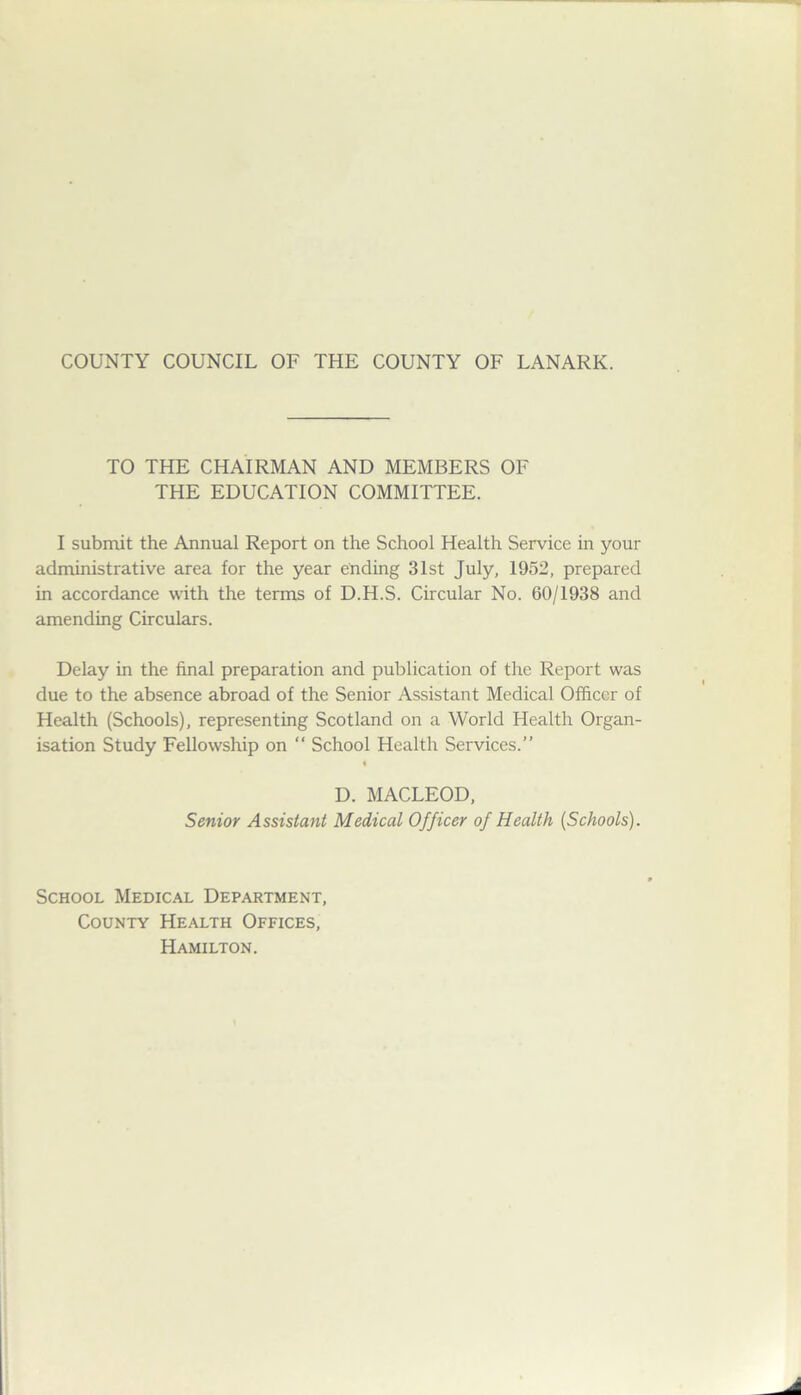 COUNTY COUNCIL OF THE COUNTY OF LANARK.
TO THE CHAIRMAN AND MEMBERS OF
THE EDUCATION COMMITTEE.
I submit the Annual Report on the School Health Service in your
administrative area for the year ending 31st July, 1952, prepared
in accordance with the terms of D.H.S. Circular No. 60/1938 and
amending Circulars.
Delay in the final preparation and publication of the Report was
due to the absence abroad of the Senior Assistant Medical Officer of
Health (Schools), representing Scotland on a World Health Organ-
isation Study Fellowship on “ School Health Services.”
D. MACLEOD,
Senior Assistant Medical Officer of Health (Schools).
School Medical Department,
County Health Offices,
Hamilton.